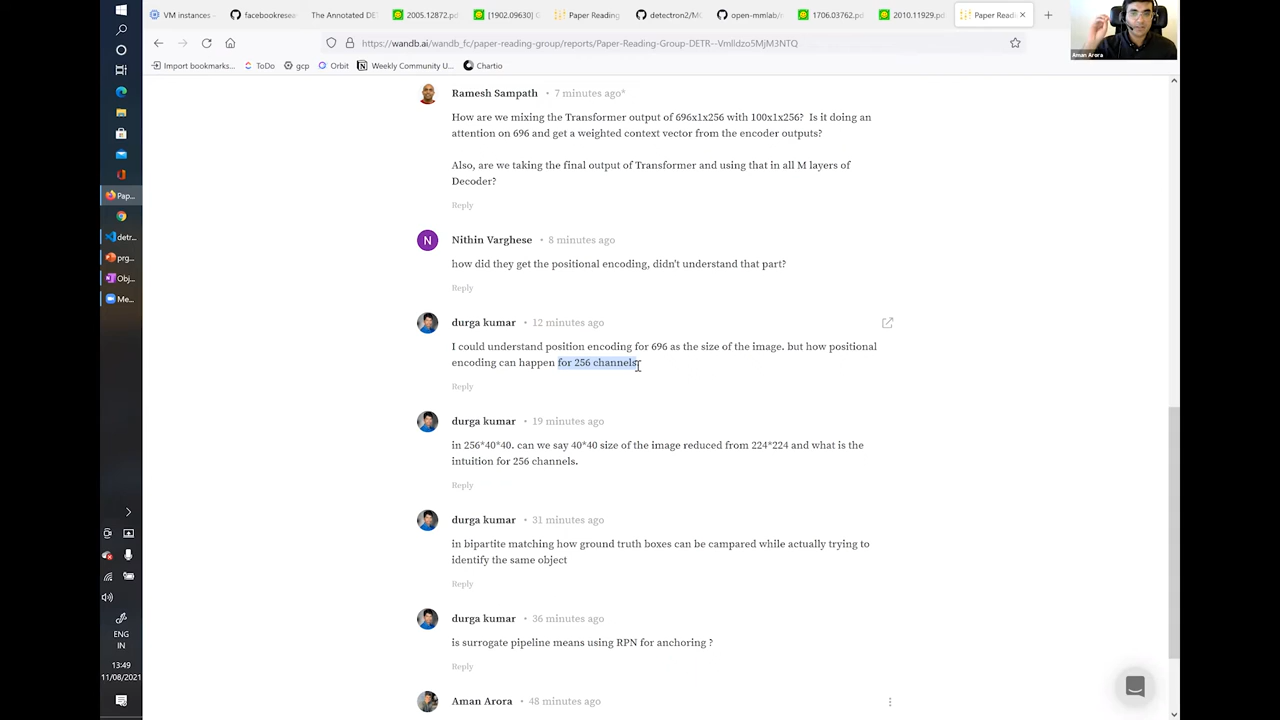 VM instances –
facebookresea
The Annotated DE
2005.12872.pd
[1902.09630] G
Paper Reading
detectron2/M
open-mmlab/n
1706.03762.pd
2010.11929.pd
Paper Read
https://wandb.ai/wandb_fc/paper-reading-group/reports/Paper-Reading-Group-DETR--Vmlldzo5MjM3NTQ
Import bookmarks...
ToDo
gcp
Orbit
Weekly Community U...
Chartio
Aman Arora
Ramesh Sampath • 7 minutes ago*
How are we mixing the Transformer output of 696x1x256 with 100x1x256? Is it doing an
attention on 696 and get a weighted context vector from the encoder outputs?
Also, are we taking the final output of Transformer and using that in all M layers of
Decoder?
Reply
N
Nithin Varghese • 8 minutes ago
how did they get the positional encoding, didn't understand that part?
Reply
durga kumar • 12 minutes ago
I could understand position encoding for 696 as the size of the image. but how positional
encoding can happen for 256 channels
Reply
durga kumar • 19 minutes ago
in 256*40*40. can we say 40*40 size of the image reduced from 224*224 and what is the
intuition for 256 channels.
Reply
durga kumar • 31 minutes ago
in bipartite matching how ground truth boxes can be campared while actually trying to
identify the same object
Reply
durga kumar • 36 minutes ago
is surrogate pipeline means using RPN for anchoring ?
Reply
Aman Arora • 48 minutes ago
Pap...
detr...
prg...
Obj...
Me...
ENG
IN
13:49
11/08/2021